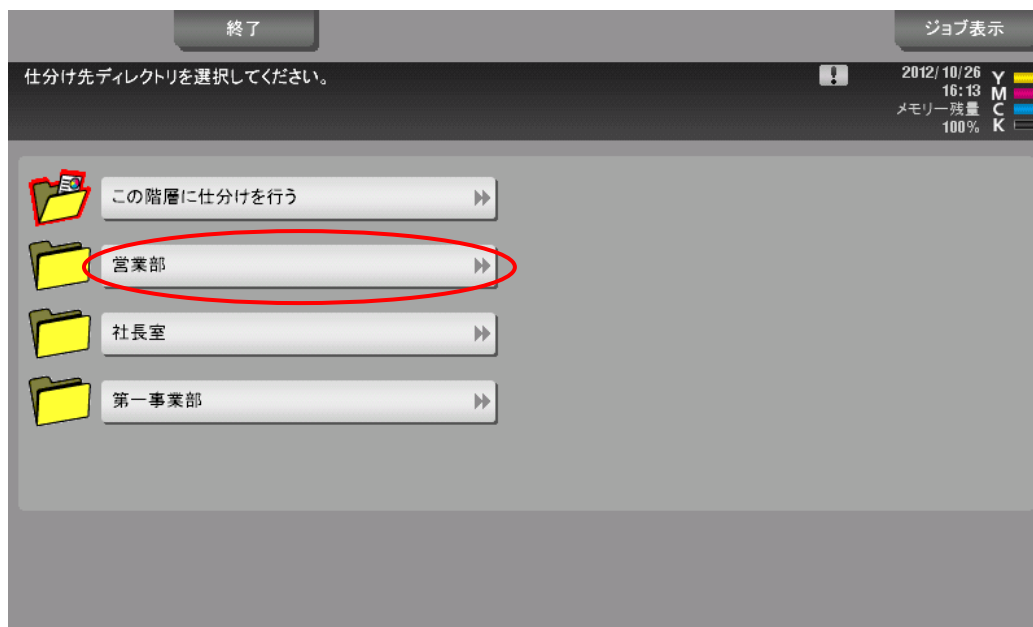 終了
ジョブ表示
仕分け先ディレクトリを選択してください。
2012/10/26
16:13
メモリー残量
100%
Y
M
C
K
この階層に仕分けを行う
営業部
社長室
第一事業部